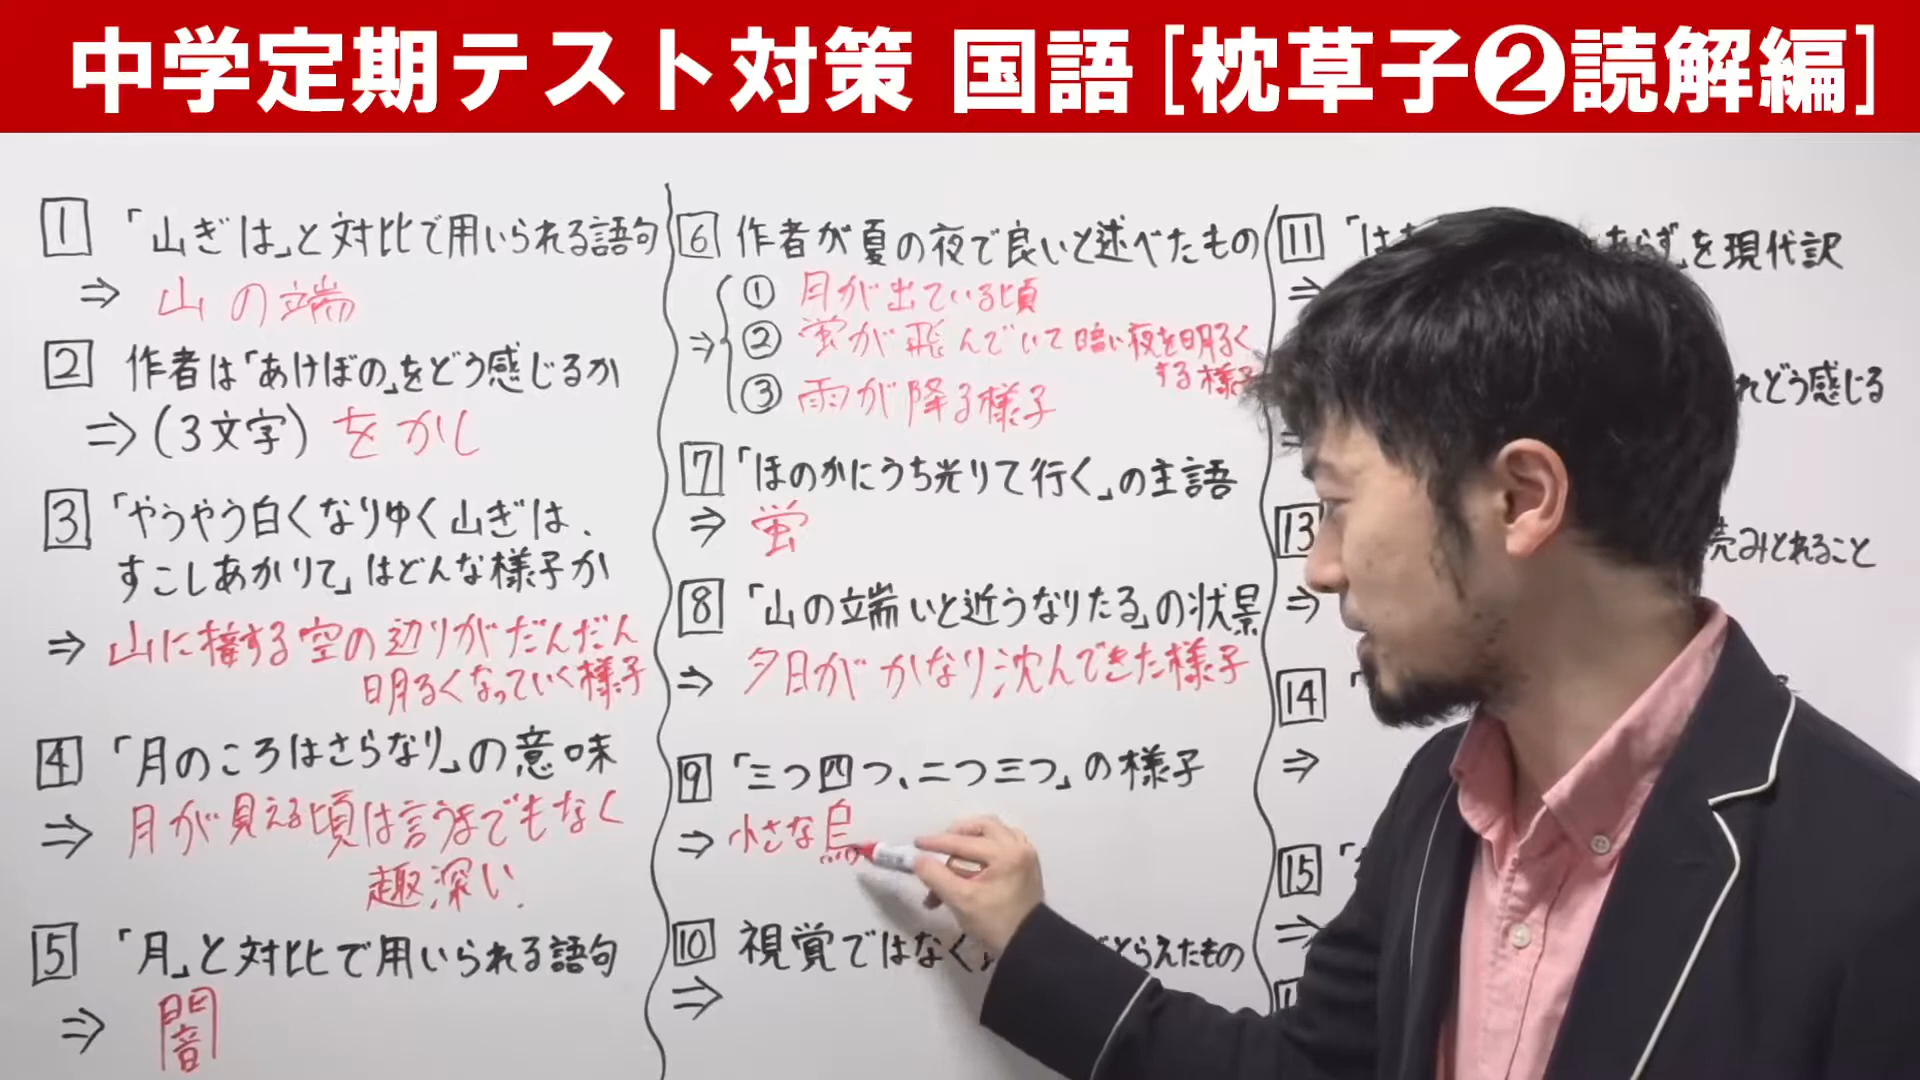 中学定期テスト対策 国語[枕草子❷読解編]
1 「山ぎは」と対比で用いられる語句
⇒ 山の端
2 作者は「あけぼの」をどう感じるか
⇒(3文字) をかし
3 「やうやう白くなりゆく山ぎは、
すこしあかりて」はどんな様子か
⇒ 山に接する空の辺りがだんだん
明るくなっていく様子
4 「月のころはさらなり」の意味
⇒ 月が見える頃は言うまでもなく
趣深い.
5 「月」と対比で用いられる語句
⇒ 闇
6 作者が夏の夜で良いと述べたもの
⇒ ① 月が出ている頃
② 蛍が飛んでいて暗い夜を明るく
する様子
③ 雨が降る様子
7 「ほのかにうち光りて行く」の主語
⇒ 蛍
8 「山の端いと近うなりたる」の状景
⇒ 夕日がかなり沈んできた様子
9 「三つ四つ、二つ三つ」の様子
⇒ 小さな烏
10 視覚ではなく とらえたもの
⇒
11 「は あらず」を現代訳
⇒
れどう感じる
⇒
13 読みとれること
⇒
14 「
⇒
15 「
⇒